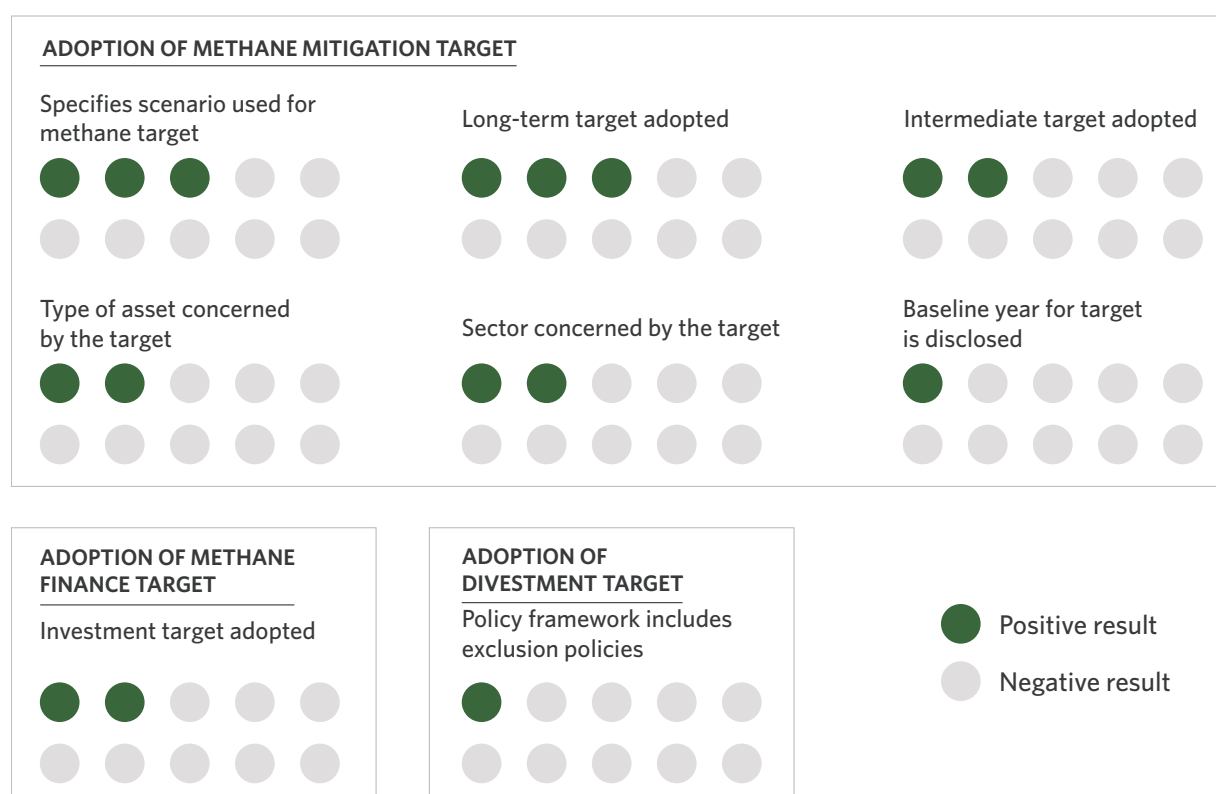 ADOPTION OF METHANE MITIGATION TARGET
Specifies scenario used for
methane target
Long-term target adopted
Intermediate target adopted
Type of asset concerned
by the target
Sector concerned by the target
Baseline year for target
is disclosed
ADOPTION OF METHANE
FINANCE TARGET
Investment target adopted
ADOPTION OF
DIVESTMENT TARGET
Policy framework includes
exclusion policies
Positive result
Negative result